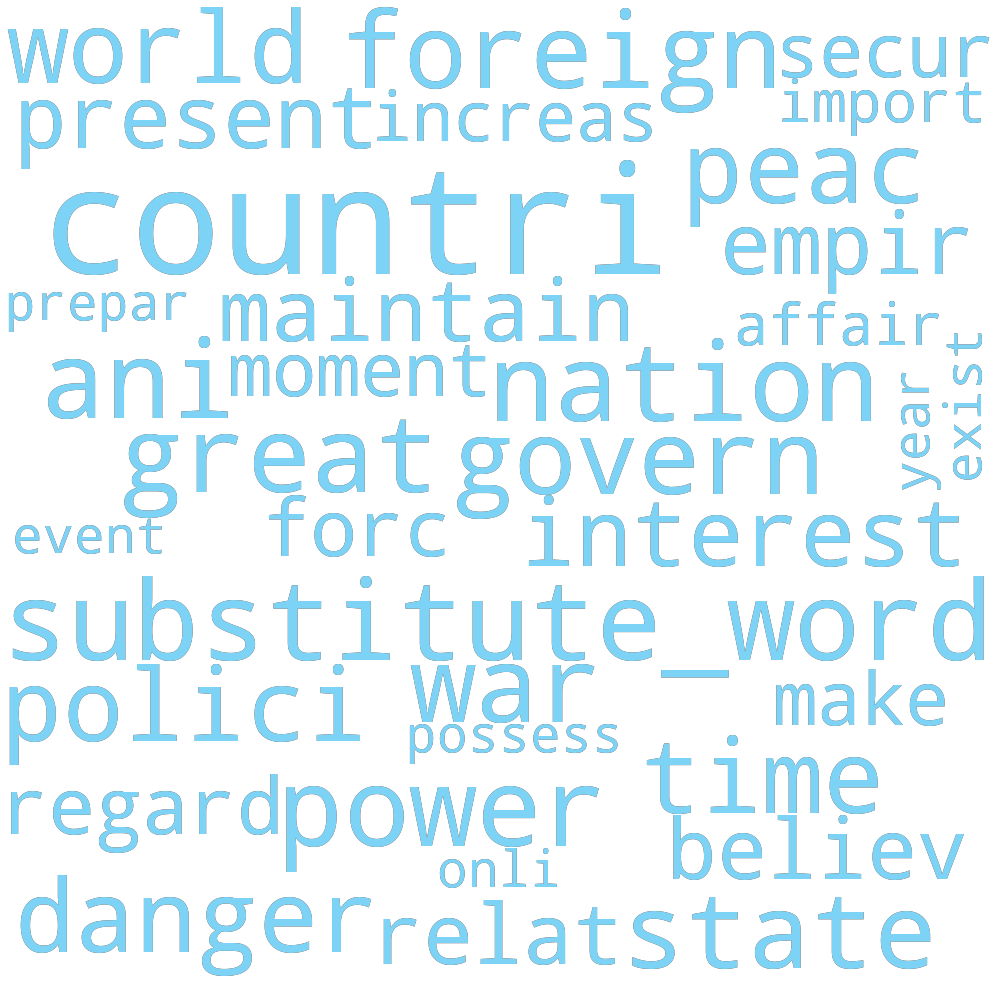 world foreign secur
present increas import
countri peac
empir
prepar maintain affair
ani moment nation year exist
great govern
event forc interest
substitute_word
polici war make
possess
regard power time
onli believ
danger relat state